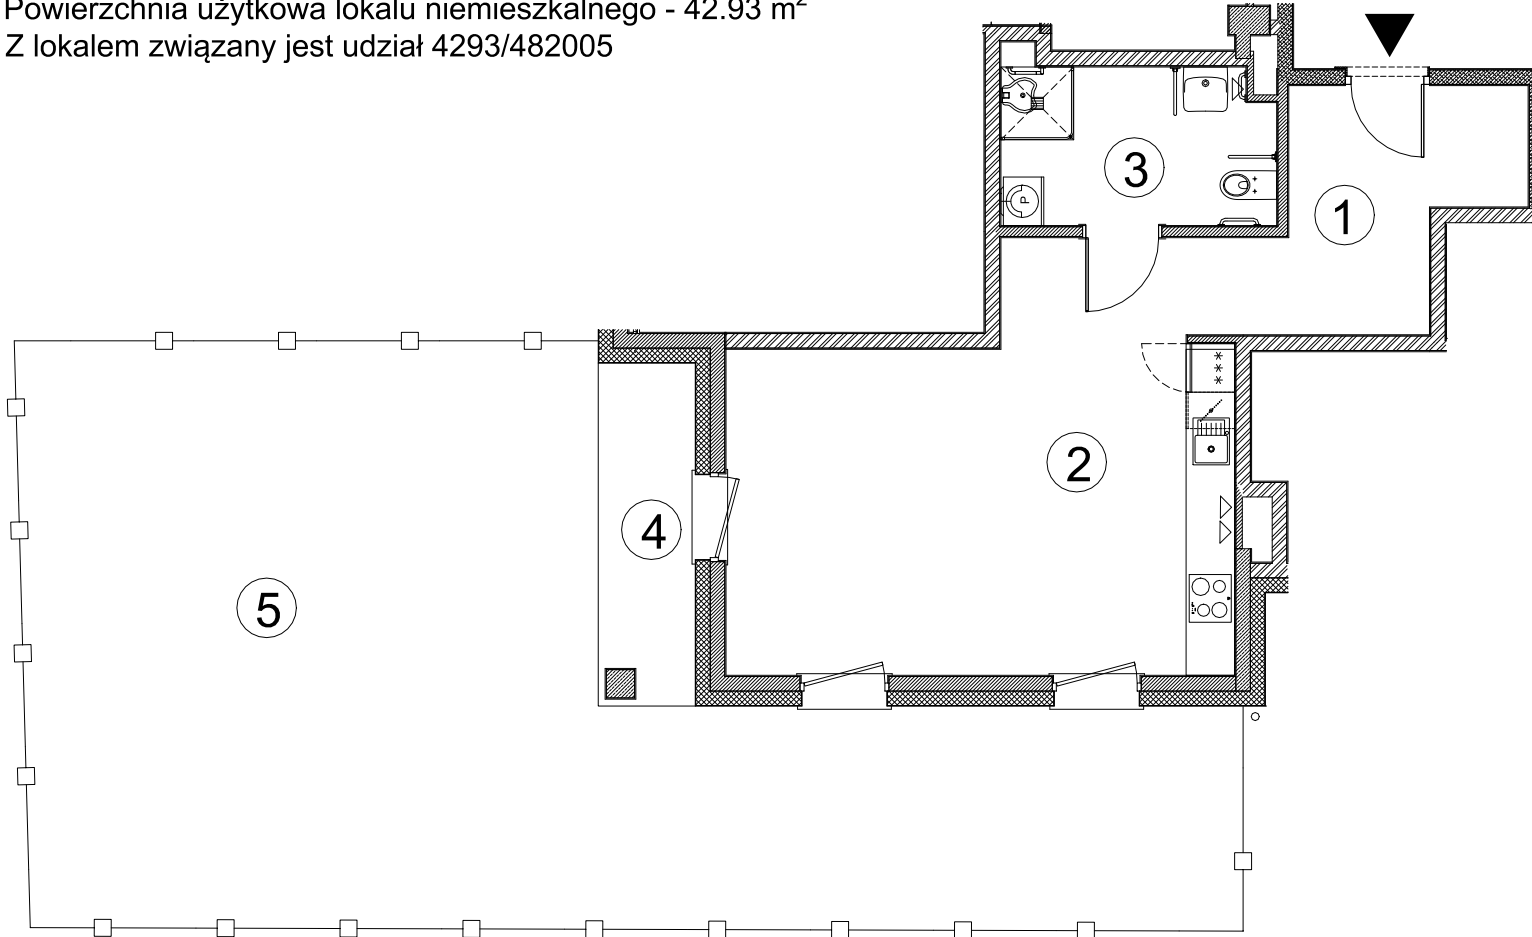 Powierzchnia użytkowa lokalu niemieszkalnego - 42.93 m²
Z lokalem związany jest udział 4293/482005
3
1
P
2
4
5